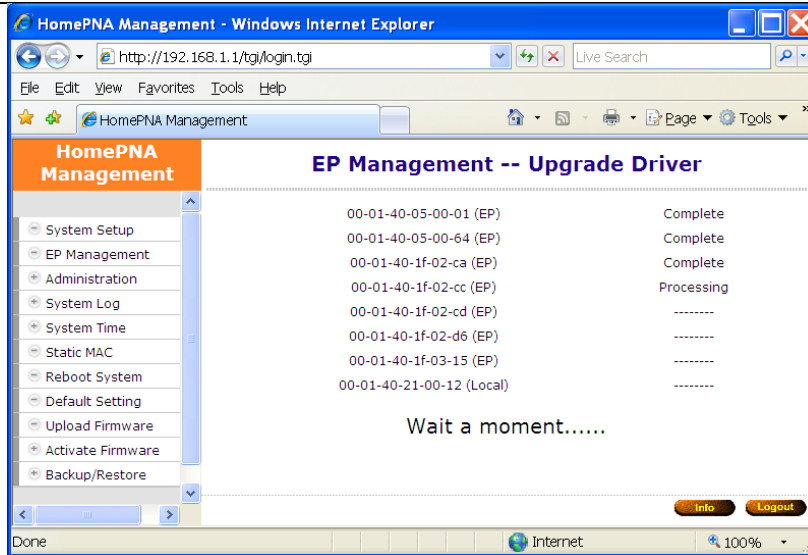 HomePNA Management - Windows Internet Explorer
http://192.168.1.1/tgi/login.tgi
Live Search
File Edit View Favorites Tools Help
HomePNA Management
Page Tools »
HomePNA
Management
System Setup
EP Management
Administration
System Log
System Time
Static MAC
Reboot System
Default Setting
Upload Firmware
Activate Firmware
Backup/Restore
EP Management -- Upgrade Driver
00-01-40-05-00-01 (EP) Complete
00-01-40-05-00-64 (EP) Complete
00-01-40-1f-02-ca (EP) Complete
00-01-40-1f-02-cc (EP) Processing
00-01-40-1f-02-cd (EP) --------
00-01-40-1f-02-d6 (EP) --------
00-01-40-1f-03-15 (EP) --------
00-01-40-21-00-12 (Local) --------
Wait a moment......
Info Logout
Done Internet 100%